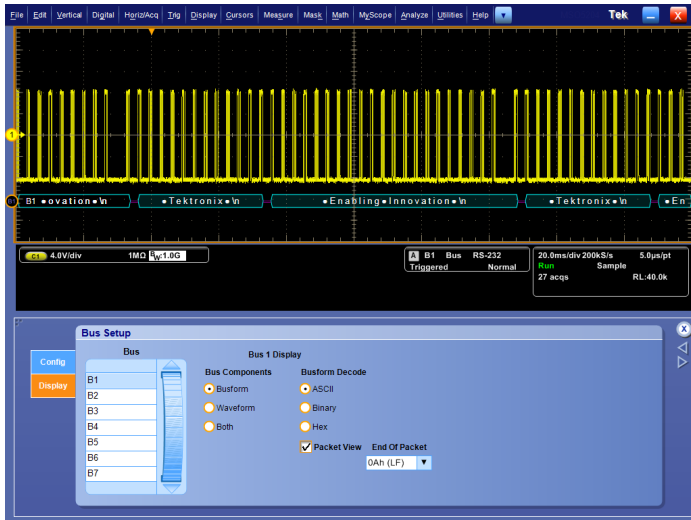 File Edit Vertical Digital Horiz/Acq Trig Display Cursors Measure Mask Math MyScope Analyze Utilities Help Tek X
1
B1 B1 ●ovation●\n ●Tektronix●\n ●Enabling●Innovation●\n ●Tektronix●\n ●En
C1 4.0V/div 1MΩ BW:1.0G
A B1 Bus RS-232
Triggered Normal
20.0ms/div 200kS/s 5.0µs/pt
Run Sample
27 acqs RL:40.0k
Bus Setup X
Config
Display
Bus
B1
B2
B3
B4
B5
B6
B7
Bus 1 Display
Bus Components
Busform
Waveform
Both
Busform Decode
ASCII
Binary
Hex
Packet View End Of Packet
0Ah (LF)